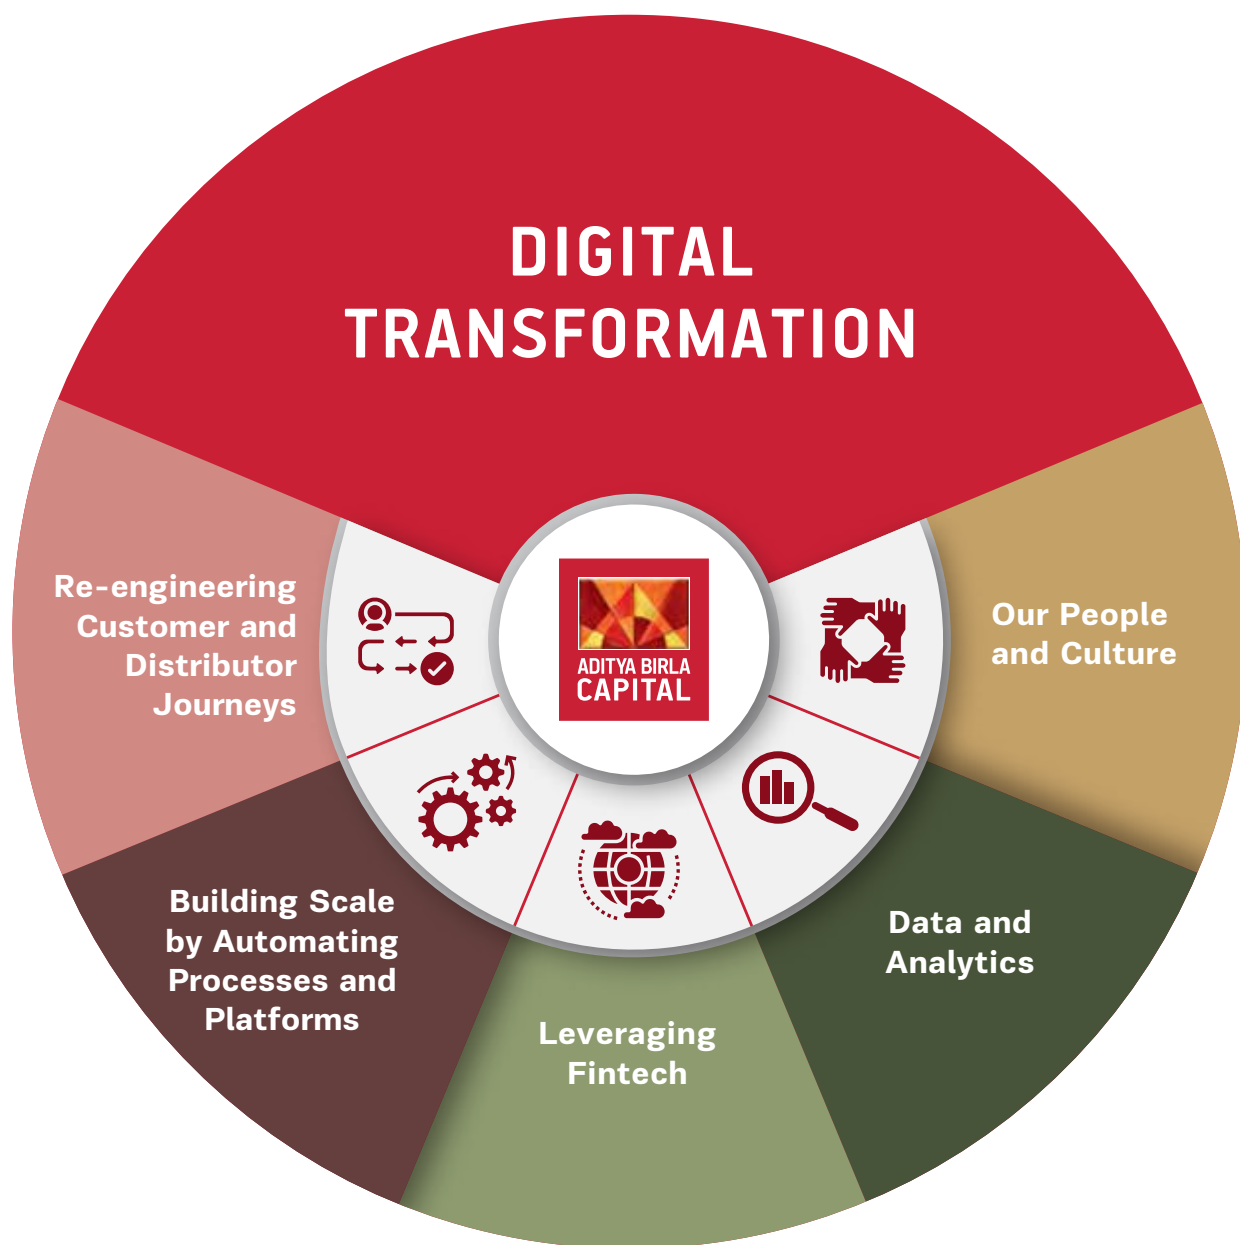 DIGITAL
TRANSFORMATION
Re-engineering
Customer and
Distributor
Journeys
ADITYA BIRLA
CAPITAL
Our People
and Culture
Building Scale
by Automating
Processes and
Platforms
Leveraging
Fintech
Data and
Analytics